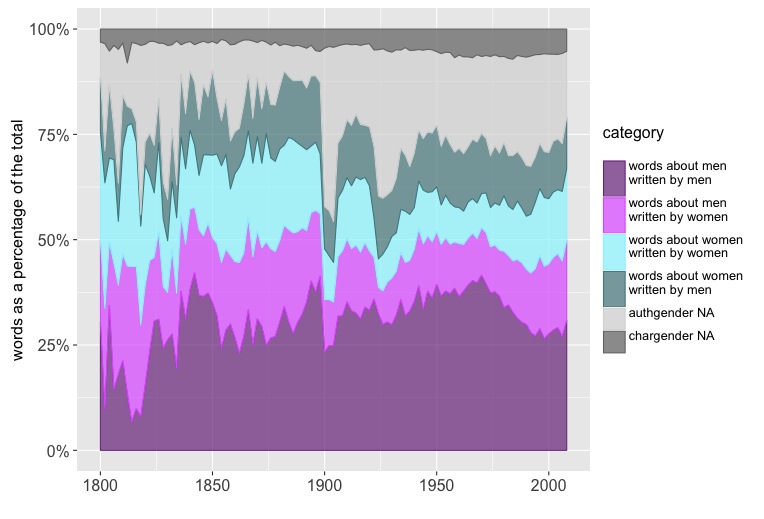 100%
75%
50%
25%
0%
words as a percentage of the total
1800
1850
1900
1950
2000
category
words about men
written by men
words about men
written by women
words about women
written by women
words about women
written by men
authgender NA
chargender NA